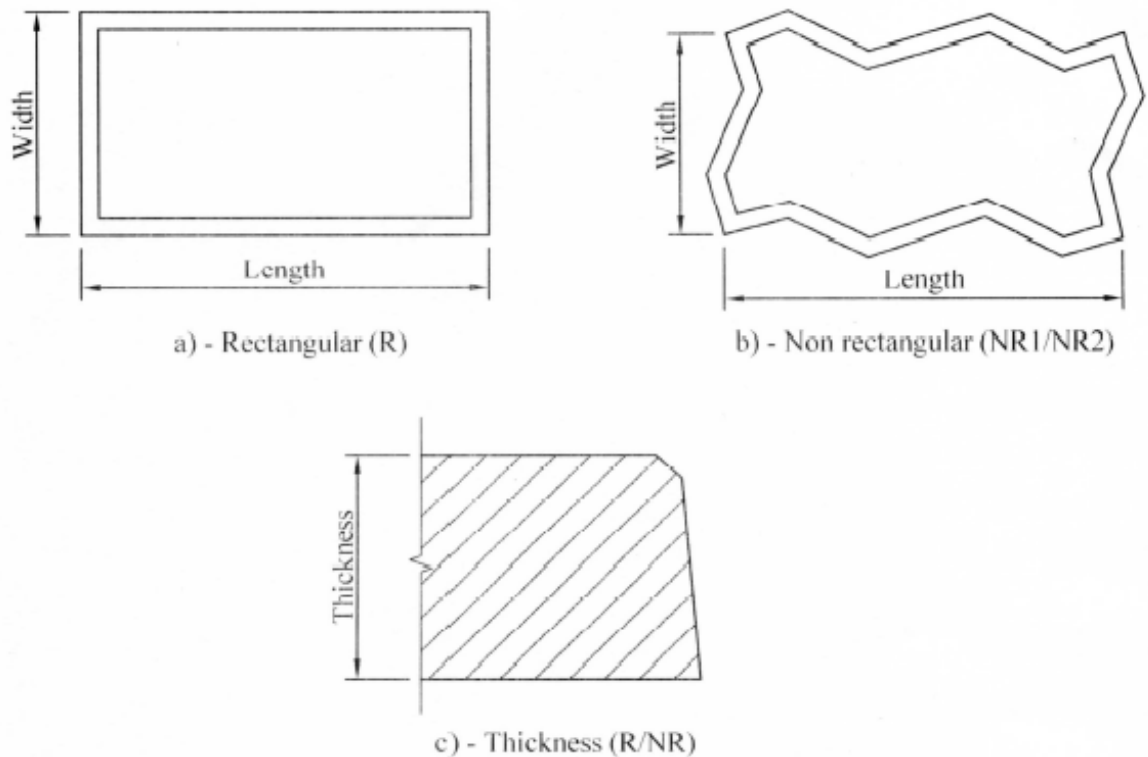 Width
Length
a) - Rectangular (R)
Width
Length
b) - Non rectangular (NR1/NR2)
Thickness
c) - Thickness (R/NR)